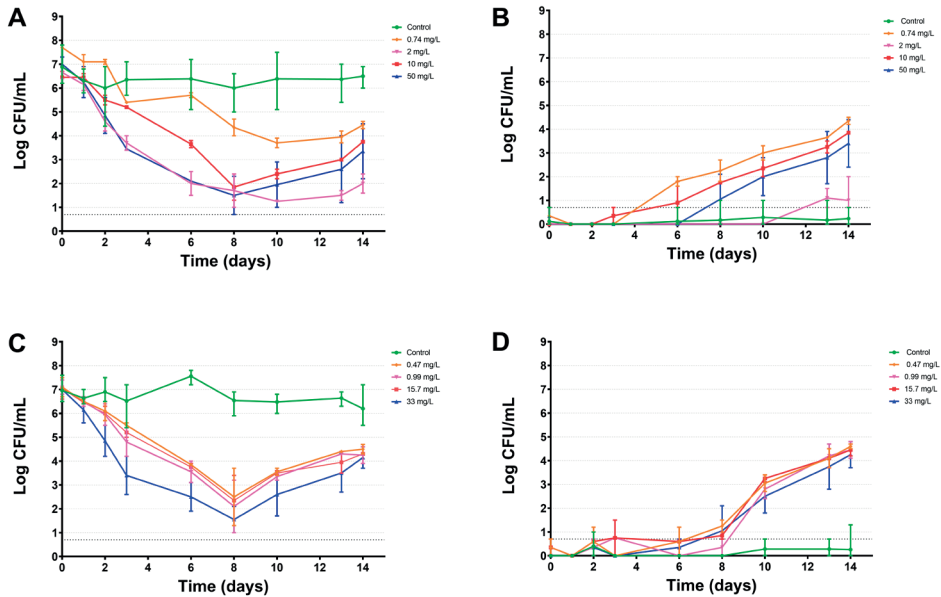 A
Log CFU/mL
9
8
7
6
5
4
3
2
1
0
0 2 4 6 8 10 12 14
Time (days)
Control
0.74 mg/L
2 mg/L
10 mg/L
50 mg/L
B
Log CFU/mL
9
8
7
6
5
4
3
2
1
0
0 2 4 6 8 10 12 14
Time (days)
Control
0.74 mg/L
2 mg/L
10 mg/L
50 mg/L
C
Log CFU/mL
9
8
7
6
5
4
3
2
1
0
0 2 4 6 8 10 12 14
Time (days)
Control
0.47 mg/L
0.99 mg/L
15.7 mg/L
33 mg/L
D
Log CFU/mL
9
8
7
6
5
4
3
2
1
0
0 2 4 6 8 10 12 14
Time (days)
Control
0.47 mg/L
0.99 mg/L
15.7 mg/L
33 mg/L